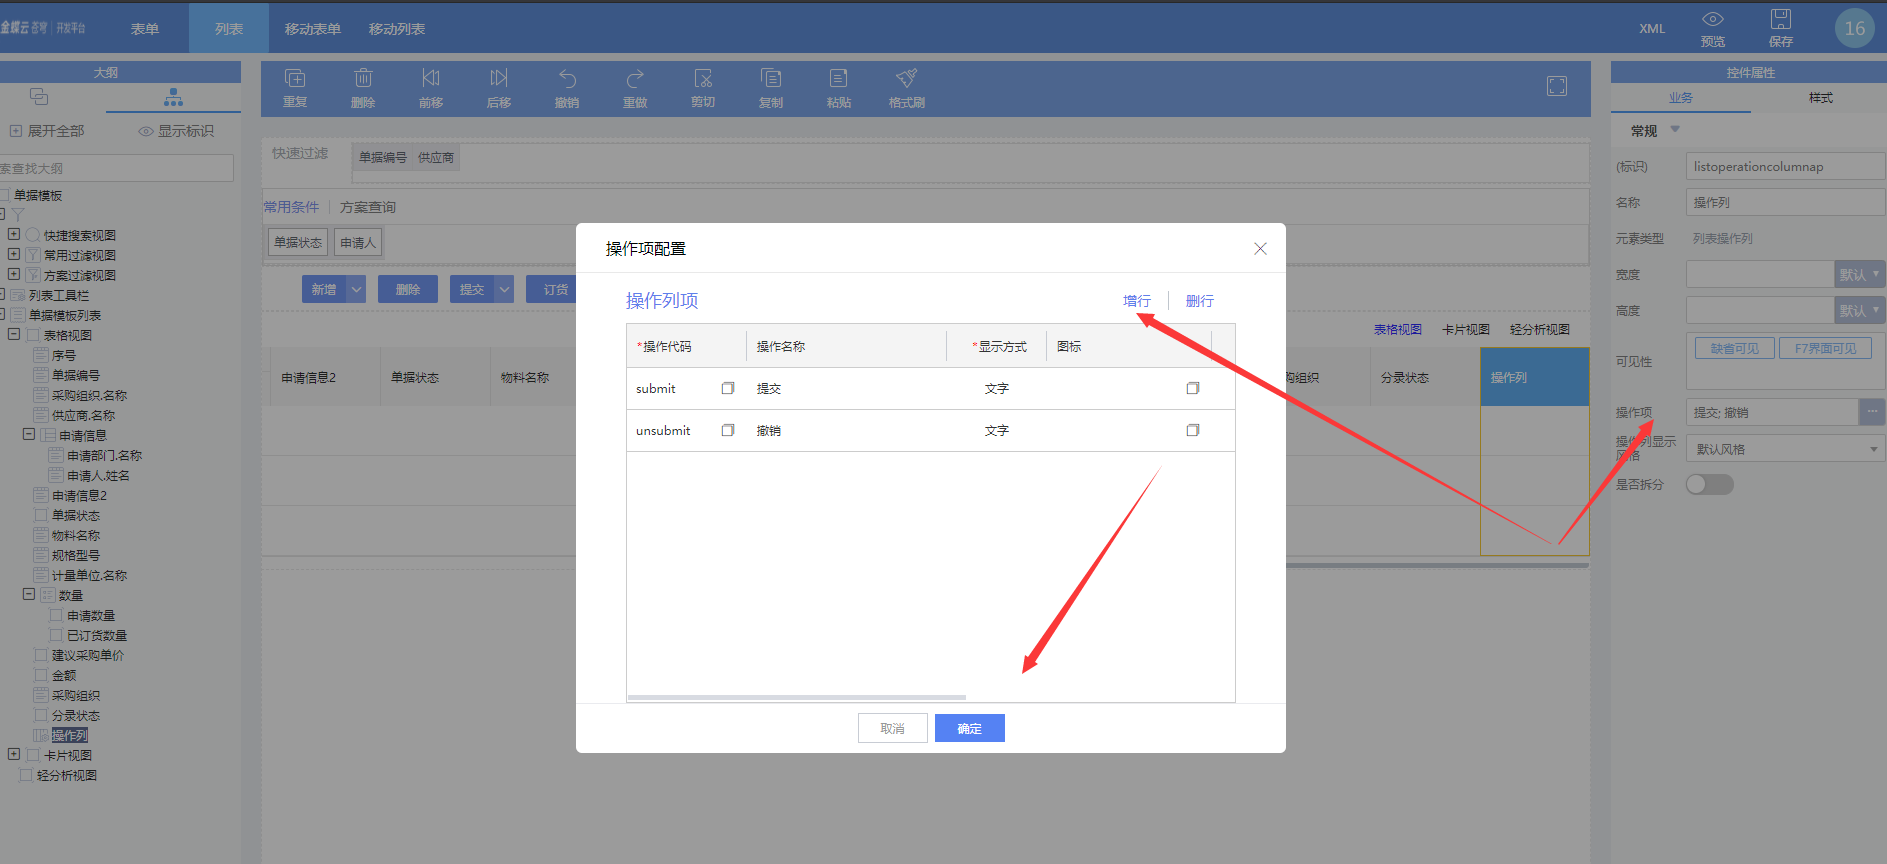 金蝶云 苍穹 | 开发平台
表单
列表
移动表单
移动列表
XML
预览
保存
16
大纲
展开全部
显示标识
索查找大纲
单据模板
快捷搜索视图
常用过滤视图
方案过滤视图
列表工具栏
单据模板列表
表格视图
序号
单据编号
采购组织.名称
供应商.名称
申请信息
申请部门.名称
申请人.姓名
申请信息2
单据状态
物料名称
规格型号
计量单位.名称
数量
申请数量
已订货数量
建议采购单价
金额
采购组织
分录状态
操作列
卡片视图
轻分析视图
重复
删除
前移
后移
撤销
重做
剪切
复制
粘贴
格式刷
快速过滤
单据编号 供应商
常用条件 方案查询
单据状态 申请人
新增
删除
提交
订货
表格视图 卡片视图 轻分析视图
申请信息2
单据状态
物料名称
购组织
分录状态
操作列
操作项配置
操作列项
增行
删行
*操作代码
操作名称
*显示方式
图标
submit
提交
文字
unsubmit
撤销
文字
取消
确定
控件属性
业务
样式
常规
(标识)
listoperationcolumnap
名称
操作列
元素类型
列表操作列
宽度
默认
高度
默认
可见性
缺省可见
F7界面可见
操作项
提交; 撤销
...
操作列显示
风格
默认风格
是否拆分